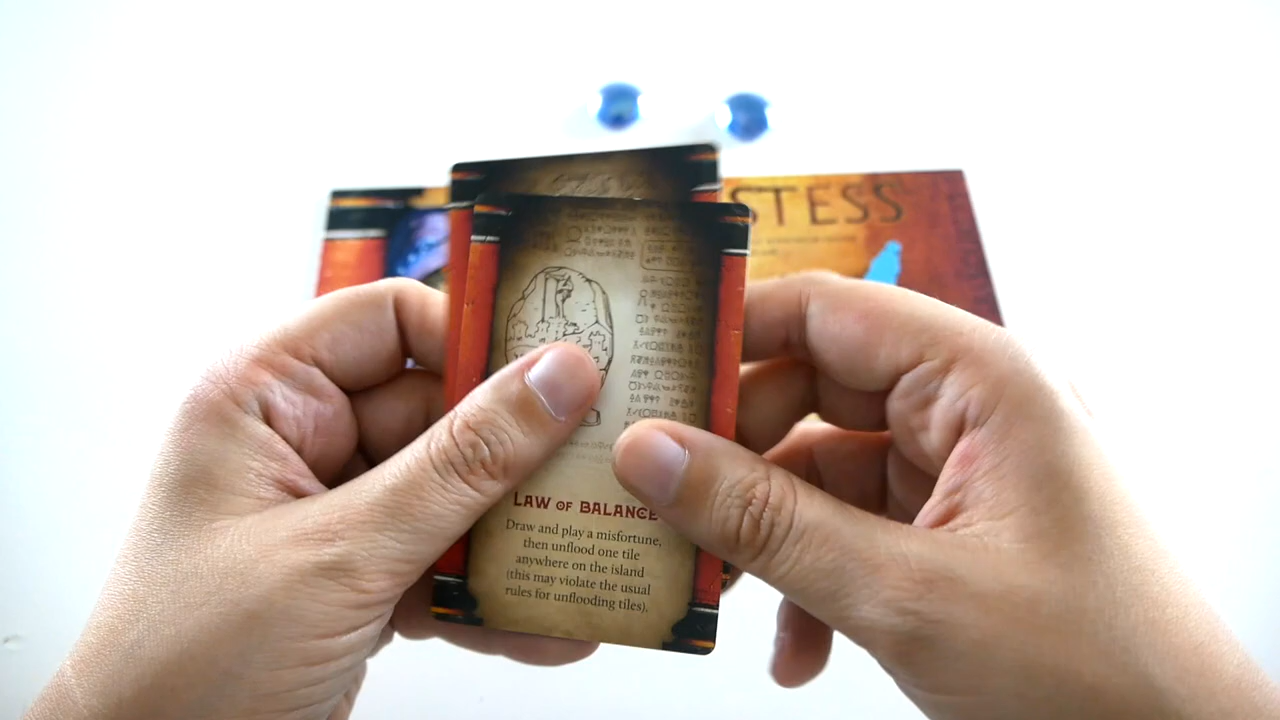 STESS
LAW OF BALANCE
Draw and play a misfortune,
then unflood one tile
anywhere on the island
(this may violate the usual
rules for unflooding tiles).